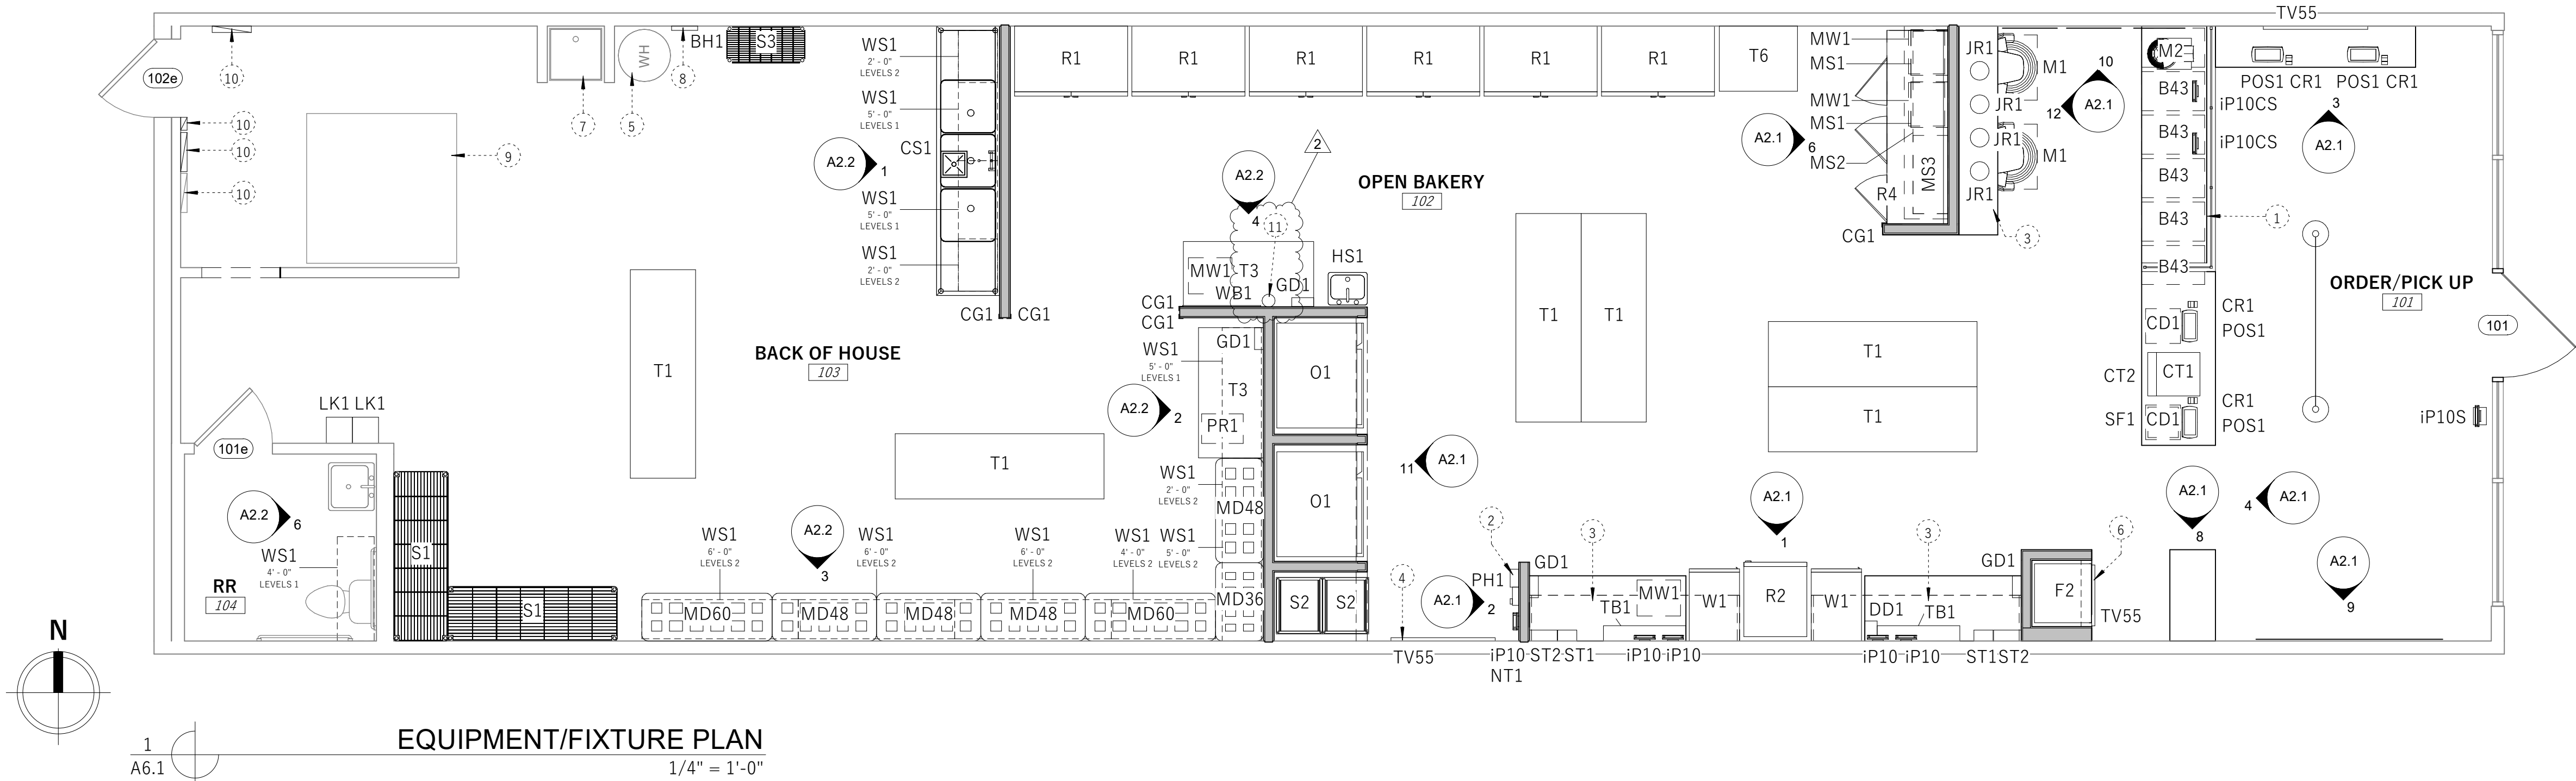 TV55
102e
10
BH1
S3
WH
8
7
5
10
10
10
9
WS1
2' - 0"
LEVELS 2
WS1
5' - 0"
LEVELS 1
CS1
A2.2
1
WS1
5' - 0"
LEVELS 1
WS1
2' - 0"
LEVELS 2
CG1 CG1
R1 R1 R1 R1 R1 R1 T6
MW1
MS1
MW1
MS1
A2.1
6
MS2
MS3
R4
CG1
JR1
JR1
JR1
JR1
M1
M1
3
10
A2.1
12
M2
B43
B43
B43
B43
B43
iP10CS
iP10CS
1
POS1 CR1 POS1 CR1
3
A2.1
2
A2.2
4
11
OPEN BAKERY
102
MW1 T3
WB1
GD1
HS1
CG1
CG1
ORDER/PICK UP
101
101
CR1
POS1
CD1
CT2
CT1
CR1
POS1
SF1
CD1
iP10S
T1
T1
T1
T1
T1
T1
BACK OF HOUSE
103
GD1
WS1
5' - 0"
LEVELS 1
T3
PR1
A2.2
2
O1
O1
S2 S2
LK1 LK1
101e
A2.2
6
WS1
4' - 0"
LEVELS 1
RR
104
S1
S1
WS1
6' - 0"
LEVELS 2
A2.2
3
WS1
6' - 0"
LEVELS 2
WS1
6' - 0"
LEVELS 2
WS1
4' - 0"
LEVELS 2
WS1
5' - 0"
LEVELS 2
WS1
2' - 0"
LEVELS 2
MD48
MD36
MD60 MD48 MD48 MD48 MD60
A2.1
11
4
A2.1
2
2
PH1
GD1
3
TB1
MW1
W1
R2
W1
A2.1
1
3
DD1
TB1
GD1
F2
6
TV55
A2.1
8
A2.1
4
A2.1
9
TV55
iP10 ST2 ST1
NT1
iP10 iP10
iP10 iP10
ST1 ST2
N
1
A6.1
EQUIPMENT/FIXTURE PLAN
1/4" = 1'-0"